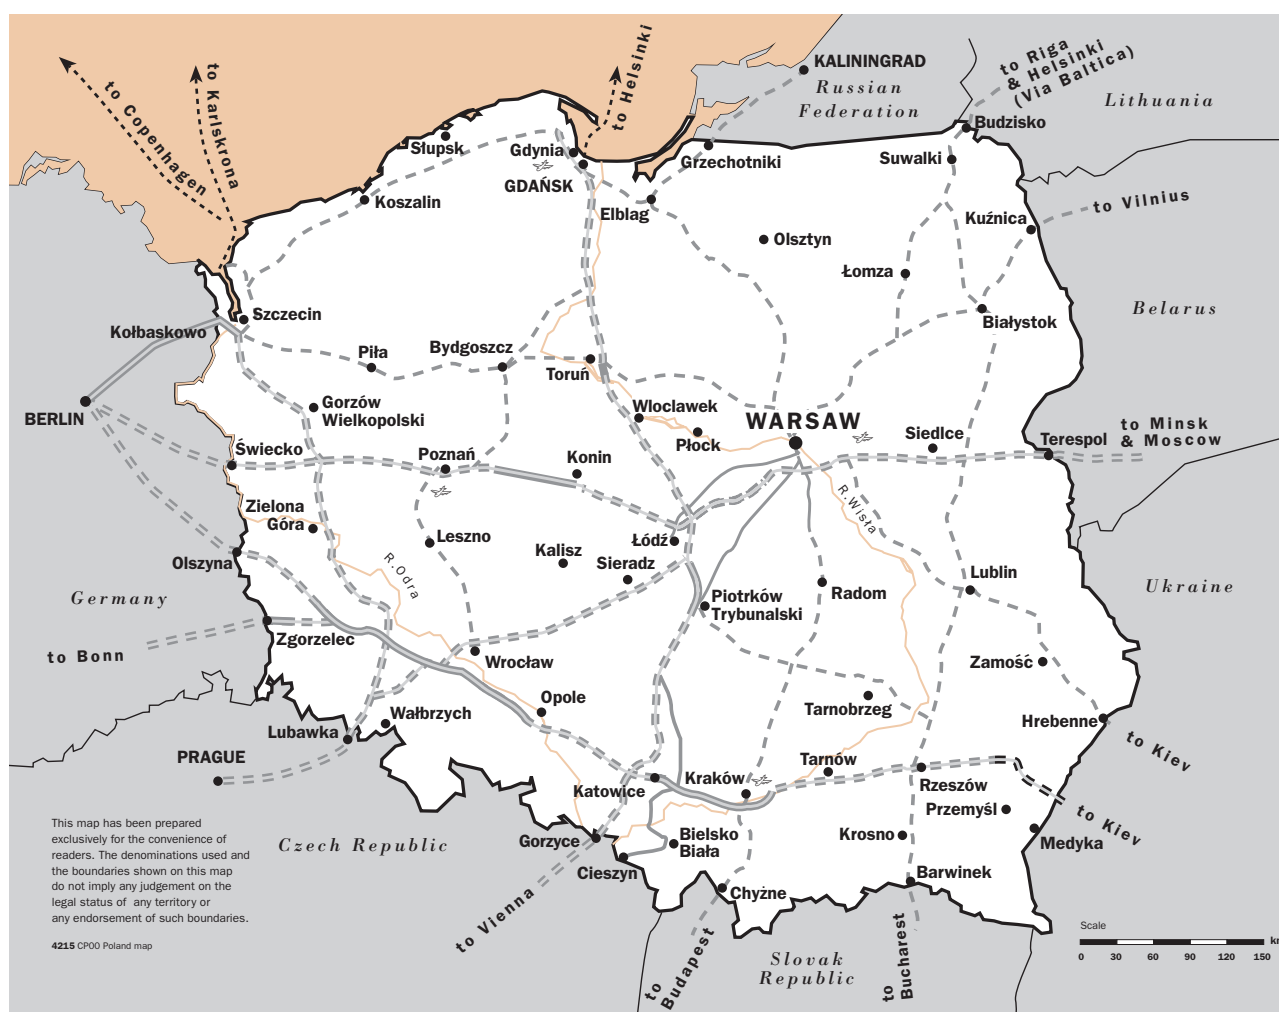 to Copenhagen
to Karlskrona
to Helsinki
KALININGRAD
Russian
Federation
to Riga
& Helsinki
(Via Baltica)
Lithuania
Budzisko
Słupsk
Gdynia
GDAŃSK
Grzechotniki
Suwalki
Koszalin
Elblag
Kuźnica
to Vilnius
Olsztyn
Łomza
Szczecin
Kołbaskowo
Białystok
Belarus
Piła
Bydgoszcz
Toruń
BERLIN
Gorzów
Wielkopolski
Wloclawek
Płock
WARSAW
Siedlce
Terespol
to Minsk
& Moscow
Świecko
Poznań
Konin
Zielona
Góra
R.Wisła
Leszno
Łódź
Kalisz
Sieradz
Olszyna
R.Odra
Piotrków
Trybunalski
Radom
Lublin
Ukraine
Germany
to Bonn
Zgorzelec
Wrocław
Zamość
Opole
Tarnobrzeg
Wałbrzych
Lubawka
Hrebenne
to Kiev
PRAGUE
Katowice
Kraków
Tarnów
Rzeszów
Przemyśl
to Kiev
Medyka
Krosno
Gorzyce
Cieszyn
Bielsko
Biała
Czech Republic
Chyżne
Barwinek
to Vienna
to
Budapest
Slovak
Republic
to
Bucharest
This map has been prepared
exclusively for the convenience of
readers. The denominations used and
the boundaries shown on this map
do not imply any judgement on the
legal status of any territory or
any endorsement of such boundaries.
4215 CP00 Poland map
Scale
0 30 60 90 120 150